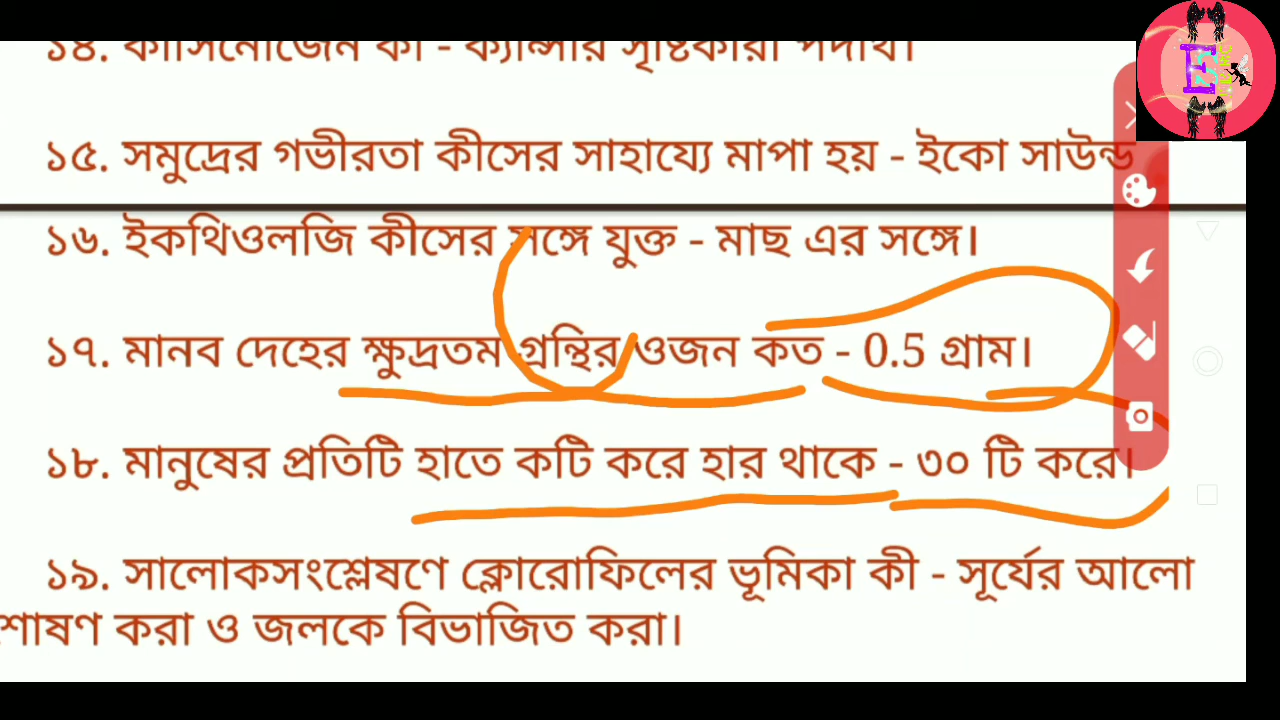 ১৪. কার্সিনোজেন কী - ক্যান্সার সৃষ্টিকারী পদার্থ।
১৫. সমুদ্রের গভীরতা কীসের সাহায্যে মাপা হয় - ইকো সাউন্ড
১৬. ইকথিওলজি কীসের সঙ্গে যুক্ত - মাছ এর সঙ্গে।
১৭. মানব দেহের ক্ষুদ্রতম গ্রন্থির ওজন কত - 0.5 গ্রাম।
১৮. মানুষের প্রতিটি হাতে কটি করে হার থাকে - ৩০ টি করে।
১৯. সালোকসংশ্লেষণে ক্লোরোফিলের ভূমিকা কী - সূর্যের আলো
শোষণ করা ও জলকে বিভাজিত করা।